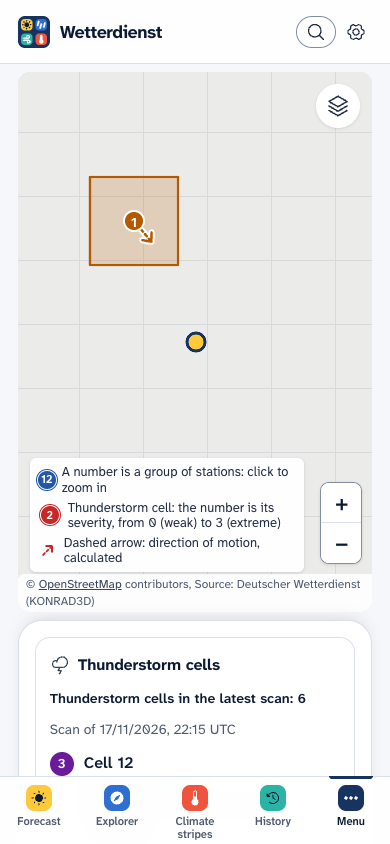 Wetterdienst
1
12
A number is a group of stations: click to
zoom in
2
Thunderstorm cell: the number is its
severity, from 0 (weak) to 3 (extreme)
Dashed arrow: direction of motion,
calculated
+
−
© OpenStreetMap contributors, Source: Deutscher Wetterdienst
(KONRAD3D)
Thunderstorm cells
Thunderstorm cells in the latest scan: 6
Scan of 17/11/2026, 22:15 UTC
3 Cell 12
Forecast
Explorer
Climate
stripes
History
Menu